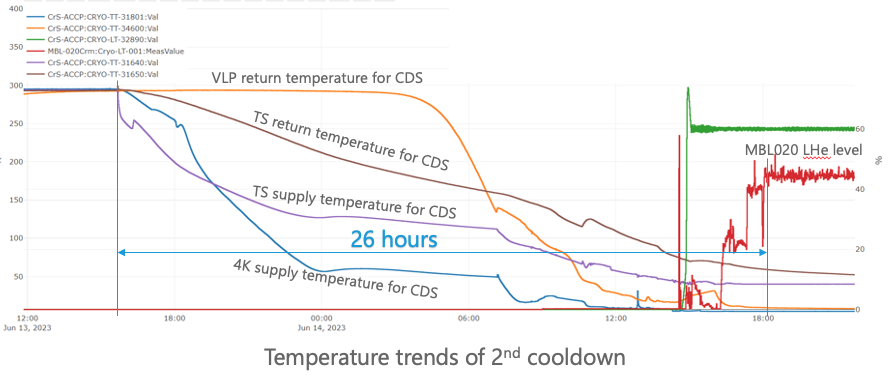 400
CrS-ACCP:CRYO-TT-31801:Val
CrS-ACCP:CRYO-TT-34600:Val
CrS-ACCP:CRYO-LT-32890:Val
MBL-020Crm:Cryo-LT-001:MeasValue
CrS-ACCP:CRYO-TT-31640:Val
CrS-ACCP:CRYO-TT-31650:Val
VLP return temperature for CDS
300
TS return temperature for CDS
250
60
MBL020 LHe level
%
200
TS supply temperature for CDS
40
150
26 hours
100
20
4K supply temperature for CDS
50
0
0
12:00
18:00
00:00
06:00
12:00
18:00
Jun 13, 2023
Jun 14, 2023
Temperature trends of 2nd cooldown